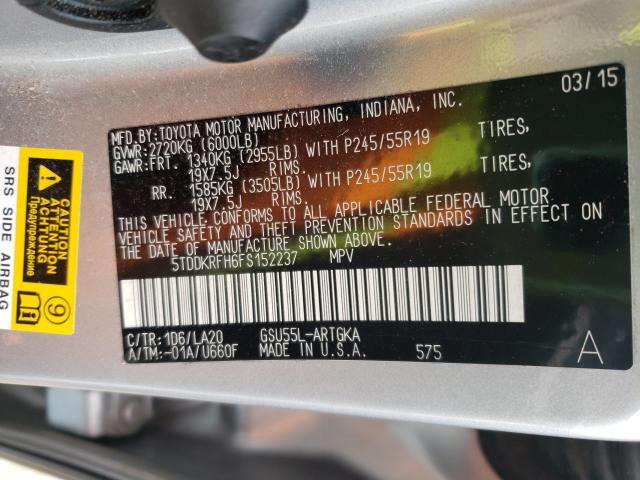 03/15
MFD.BY:TOYOTA MOTOR MANUFACTURING, INDIANA, INC.
GVWR:2720KG (6000LB)
GAWR:FRT. 1340KG (2955LB) WITH P245/55R19 TIRES,
19X7.5J RIMS.
RR. 1585KG (3505LB) WITH P245/55R19 TIRES,
19X7.5J RIMS.
THIS VEHICLE CONFORMS TO ALL APPLICABLE FEDERAL MOTOR
VEHICLE SAFETY AND THEFT PREVENTION STANDARDS IN EFFECT ON
THE DATE OF MANUFACTURE SHOWN ABOVE.
5TDDKRFH6FS152237 MPV
C/TR:1D6/LA20 GSU55L-ARTGKA
A/TM:-01A/U660F MADE IN U.S.A. 575 A
CAUTION
ATTENTION
ACHTUNG
Предупреждение
9
SRS SIDE AIRBAG